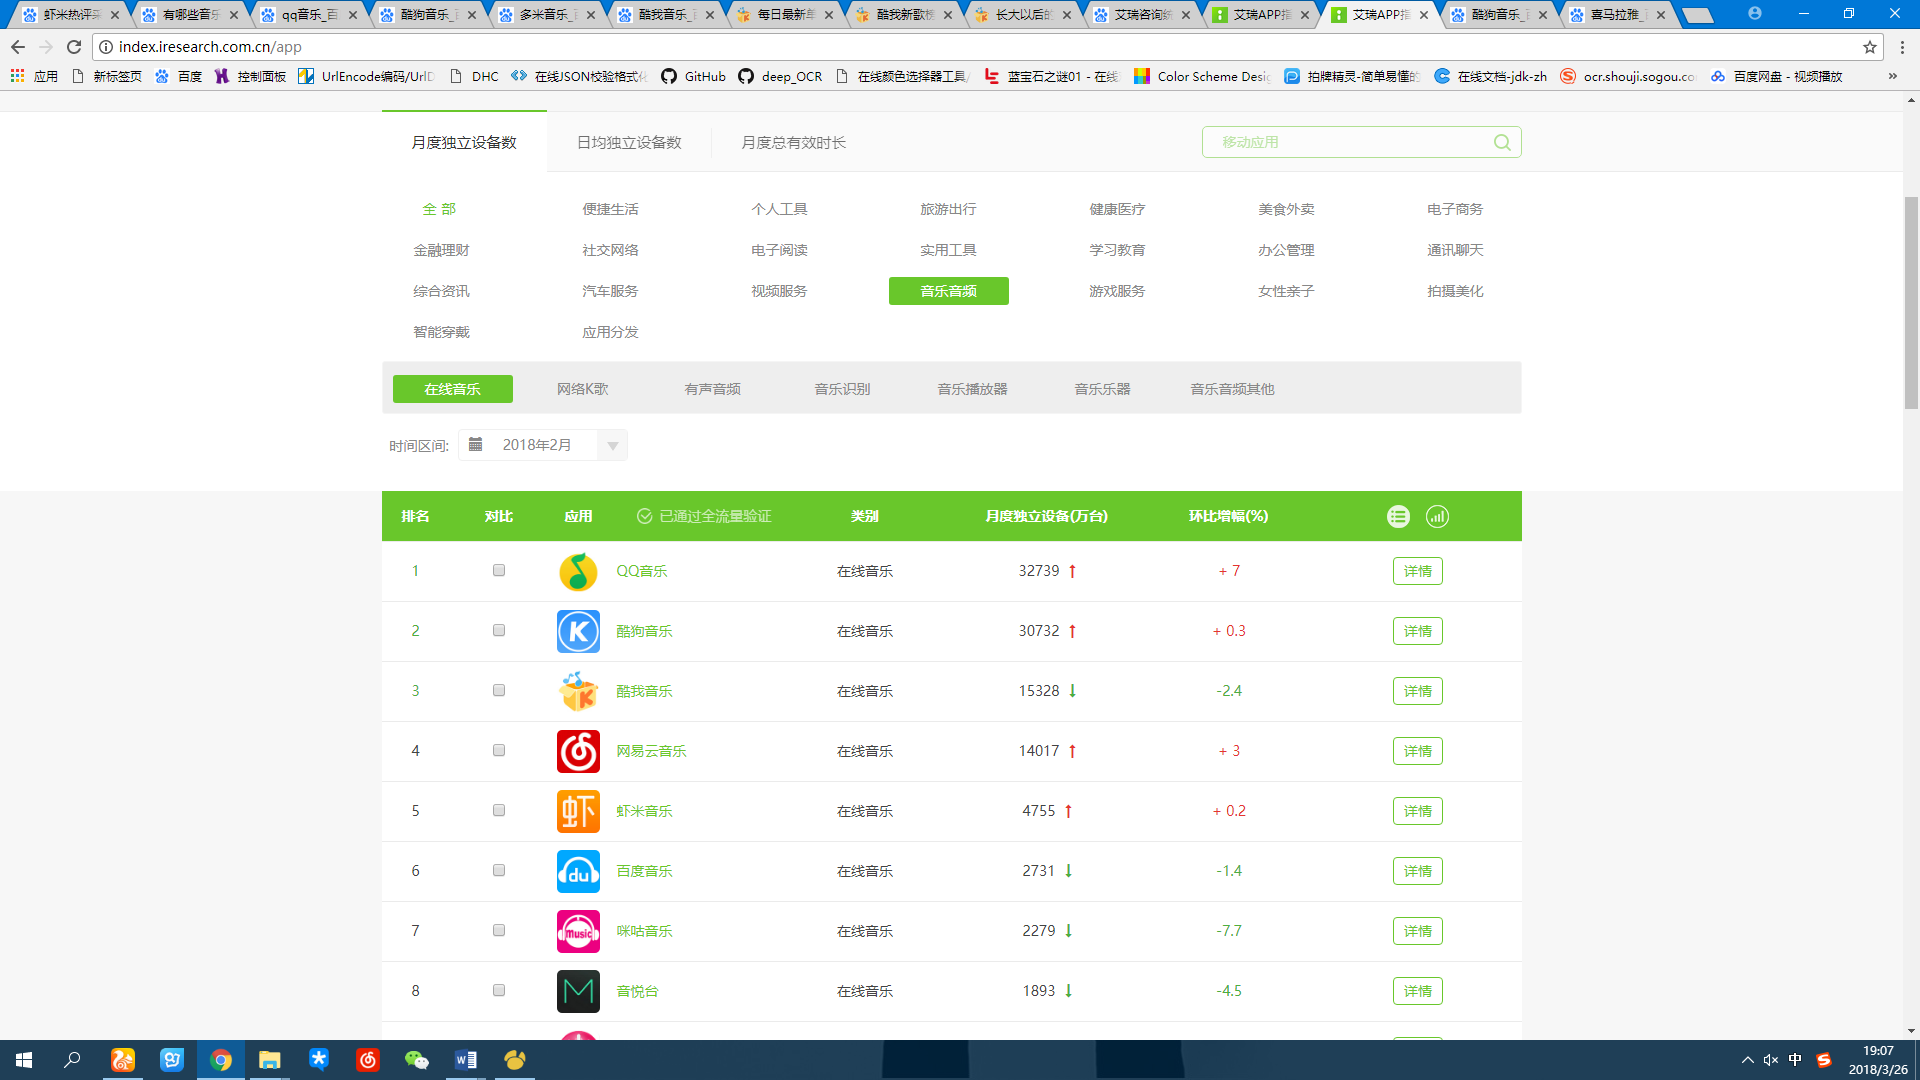 虾米热评采 有哪些音乐 qq音乐_百 酷狗音乐_ 多米音乐_ 酷我音乐_ 每日最新单 酷我新歌榜 长大以后的 艾瑞咨询统 艾瑞APP指 艾瑞APP指 酷狗音乐_ 喜马拉雅_
index.iresearch.com.cn/app
应用 新标签页 百度 控制面板 UrlEncode编码/UrlD DHC 在线JSON校验格式化 GitHub deep_OCR 在线颜色选择器工具 蓝宝石之谜01 - 在线 Color Scheme Desig 拍牌精灵-简单易懂的 在线文档-jdk-zh ocr.shouji.sogou.co 百度网盘 - 视频播放 »
月度独立设备数 日均独立设备数 月度总有效时长 移动应用
全 部 便捷生活 个人工具 旅游出行 健康医疗 美食外卖 电子商务
金融理财 社交网络 电子阅读 实用工具 学习教育 办公管理 通讯聊天
综合资讯 汽车服务 视频服务 音乐音频 游戏服务 女性亲子 拍摄美化
智能穿戴 应用分发
在线音乐 网络K歌 有声音频 音乐识别 音乐播放器 音乐乐器 音乐音频其他
时间区间: 2018年2月
排名 对比 应用 已通过全流量验证 类别 月度独立设备(万台) 环比增幅(%)
1 QQ音乐 在线音乐 32739 + 7 详情
2 K 酷狗音乐 在线音乐 30732 + 0.3 详情
3 K 酷我音乐 在线音乐 15328 -2.4 详情
4 网易云音乐 在线音乐 14017 + 3 详情
5 虾 虾米音乐 在线音乐 4755 + 0.2 详情
6 du 百度音乐 在线音乐 2731 -1.4 详情
7 Music 咪咕音乐 在线音乐 2279 -7.7 详情
8 M 音悦台 在线音乐 1893 -4.5 详情
中 19:07
2018/3/26